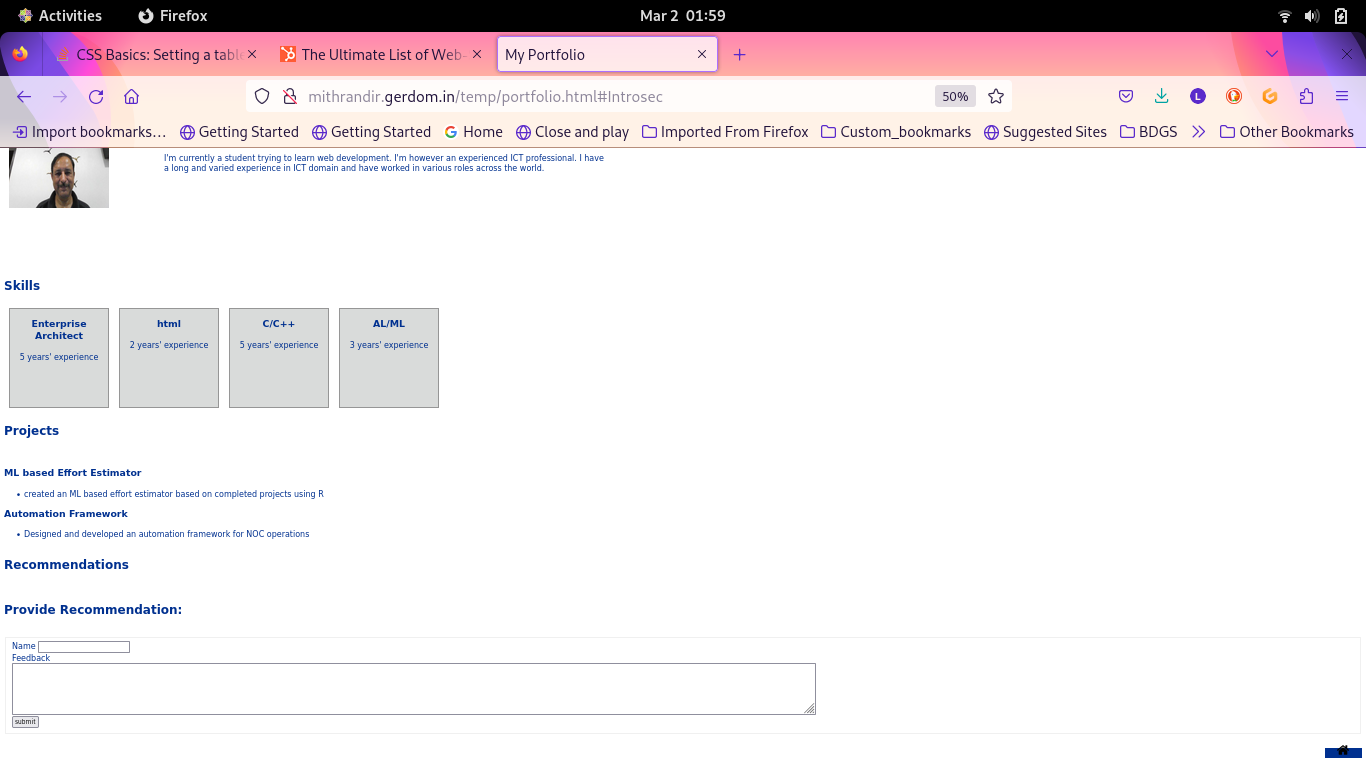 Activities Firefox Mar 2 01:59
CSS Basics: Setting a table The Ultimate List of Web- My Portfolio
mithrandir.gerdom.in/temp/portfolio.html#Introsec 50% L
Import bookmarks… Getting Started Getting Started Home Close and play Imported From Firefox Custom_bookmarks Suggested Sites BDGS Other Bookmarks
I'm currently a student trying to learn web development. I'm however an experienced ICT professional. I have
a long and varied experience in ICT domain and have worked in various roles across the world.
Skills
Enterprise html C/C++ AL/ML
Architect
2 years' experience 5 years' experience 3 years' experience
5 years' experience
Projects
ML based Effort Estimator
• created an ML based effort estimator based on completed projects using R
Automation Framework
• Designed and developed an automation framework for NOC operations
Recommendations
Provide Recommendation:
Name
Feedback
submit